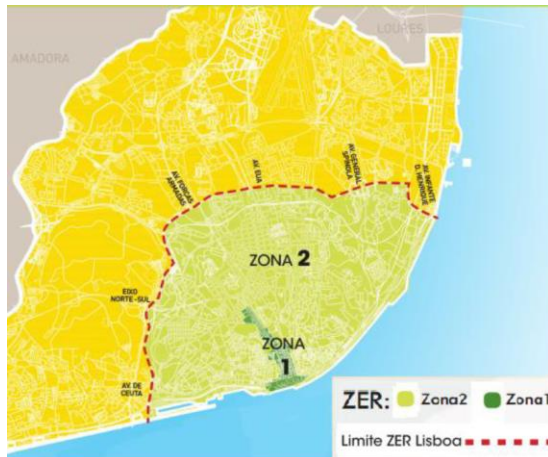 LOURES
AMADORA
AV. FORÇAS
ARMADAS
AV. EUA
AV. GENERAL
SPÍNOLA
AV. INFANTE
D. HENRIQUE
ZONA 2
EIXO
NORTE-SUL
ZONA
1
AV. DE
CEUTA
ZER: Zona2 Zona1
Limite ZER Lisboa